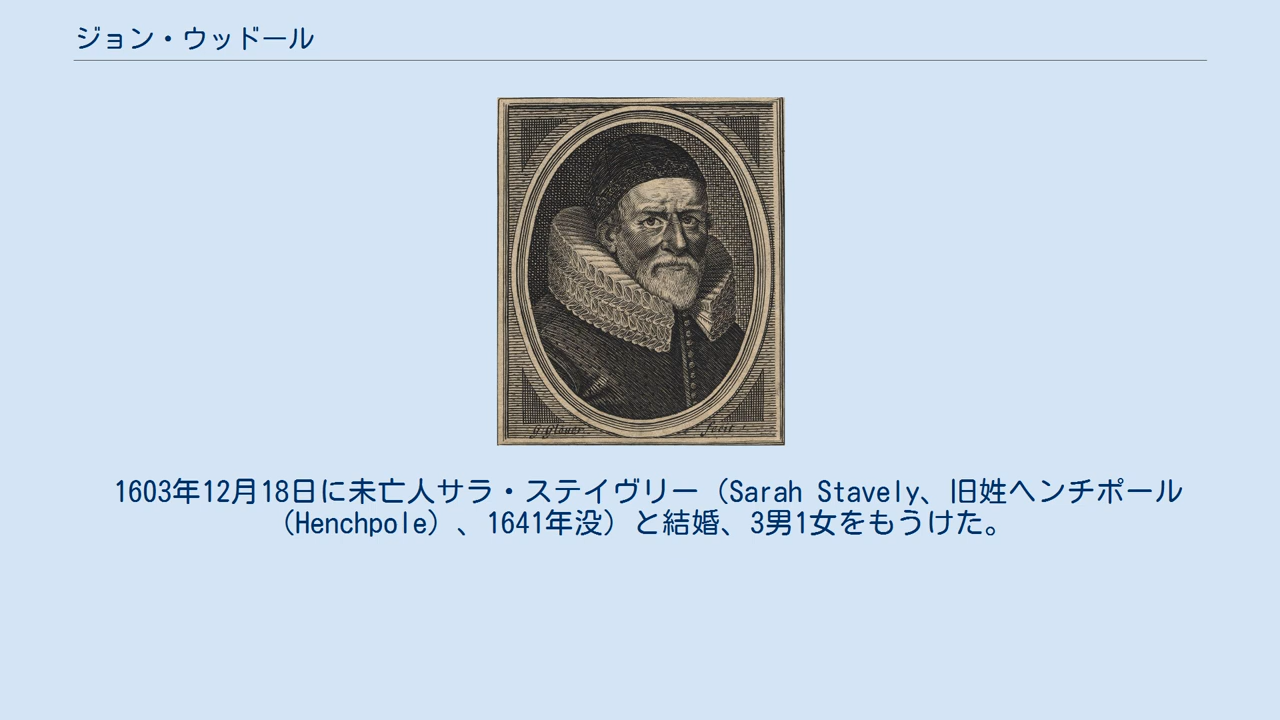 ジョン・ウッドール
1603年12月18日に未亡人サラ・ステイヴリー（Sarah Stavely、旧姓ヘンチポール
（Henchpole）、1641年没）と結婚、3男1女をもうけた。